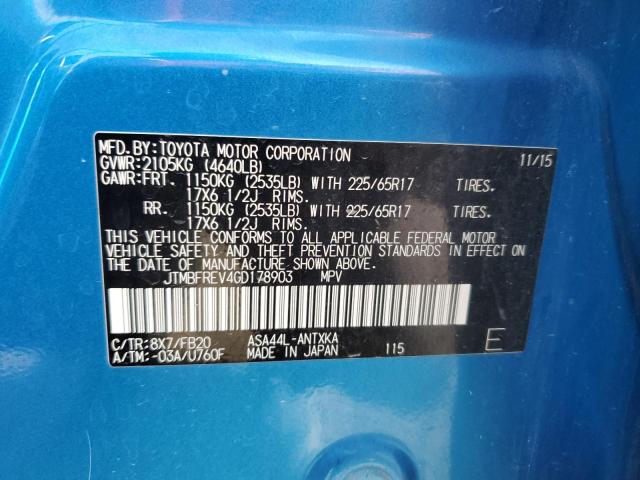 MFD. BY: TOYOTA MOTOR CORPORATION 11/15
GVWR: 2105KG (4640LB)
GAWR: FRT. 1150KG (2535LB) WITH 225/65R17 TIRES.
17X6 1/2J RIMS.
RR. 1150KG (2535LB) WITH 225/65R17 TIRES.
17X6 1/2J RIMS.
THIS VEHICLE CONFORMS TO ALL APPLICABLE FEDERAL MOTOR
VEHICLE SAFETY, BUMPER, AND THEFT PREVENTION STANDARDS IN EFFECT ON
THE DATE OF MANUFACTURE SHOWN ABOVE.
JTMBFREV4GD178903 MPV
C/TR: 8X7/FB20 ASA44L-ANTXKA
A/TM: -03A/U760F MADE IN JAPAN 115 E